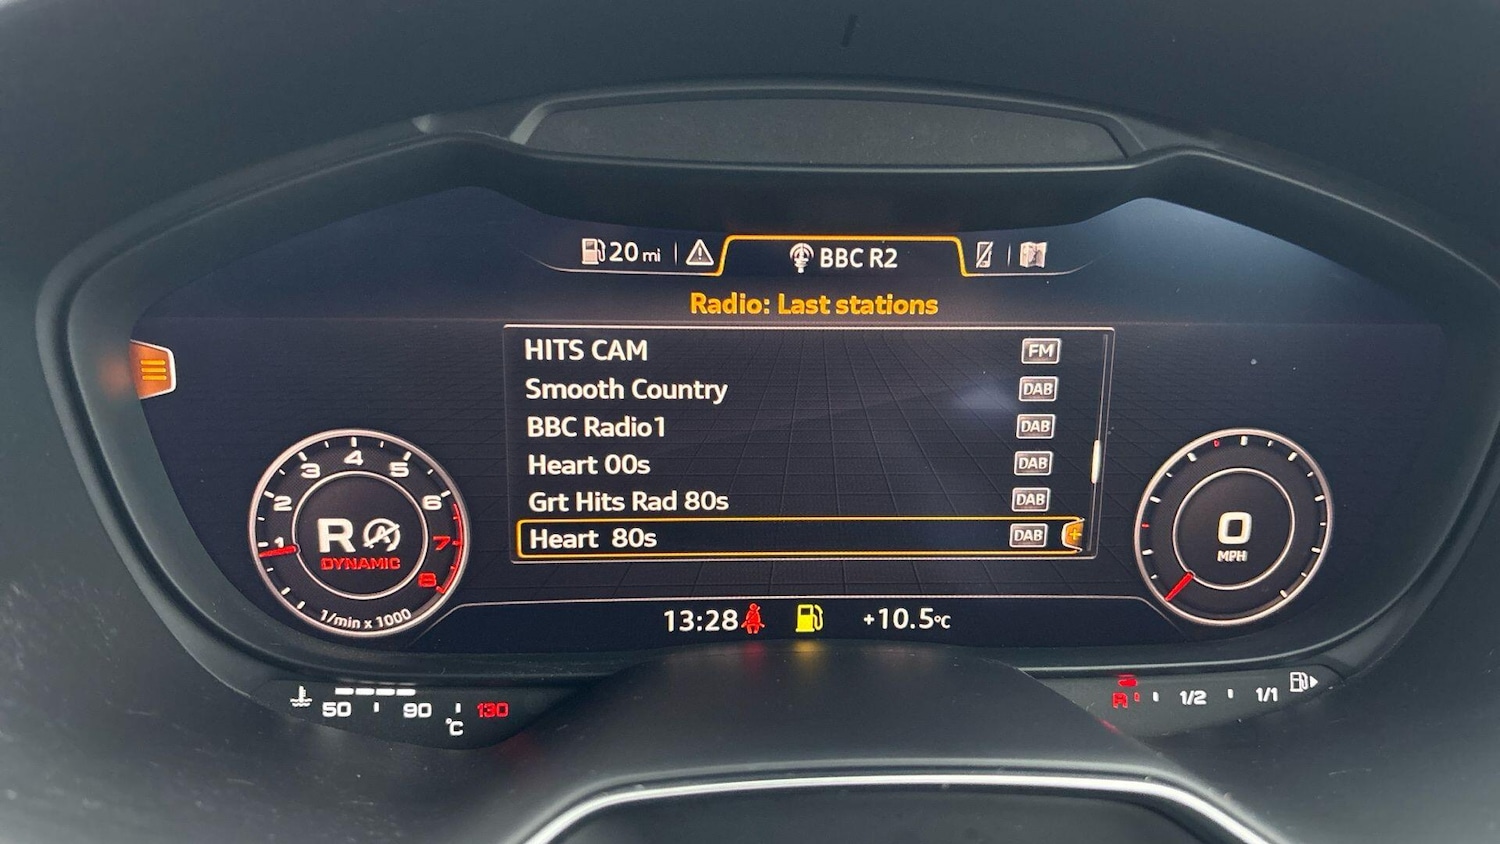 20 mi
BBC R2
Radio: Last stations
HITS CAM FM
Smooth Country DAB
BBC Radio1 DAB
Heart 00s DAB
Grt Hits Rad 80s DAB
Heart 80s DAB +
1 2 3 4 5 6 7 8
R A
DYNAMIC
1/min x 1000
0
MPH
13:28
+10.5°C
50 90 130
°C
R 1/2 1/1